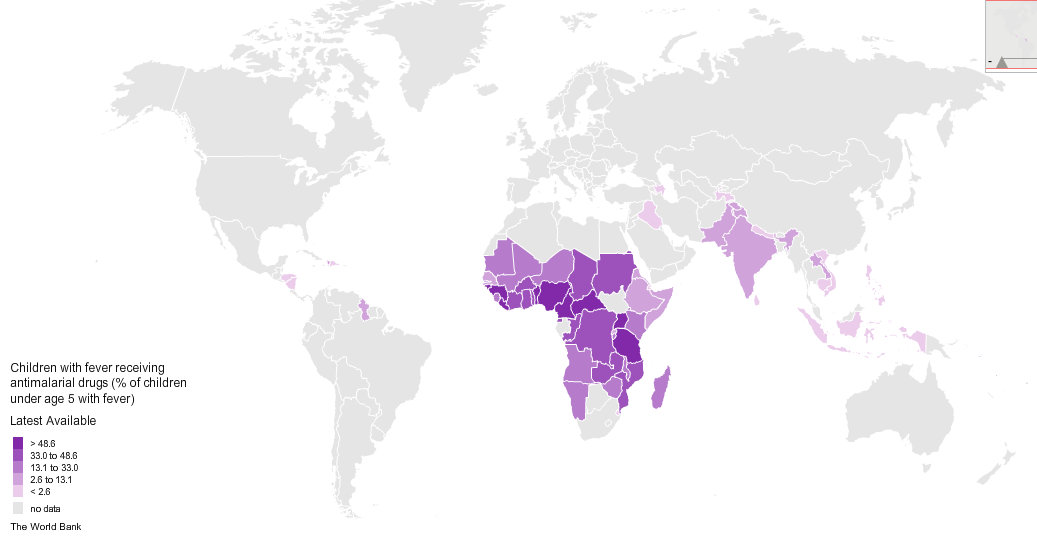 Children with fever receiving
antimalarial drugs (% of children
under age 5 with fever)
Latest Available
> 48.6
33.0 to 48.6
13.1 to 33.0
2.6 to 13.1
< 2.6
no data
The World Bank